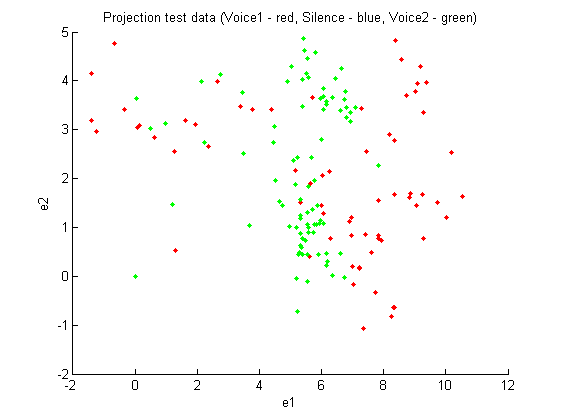 Projection test data (Voice1 - red, Silence - blue, Voice2 - green)
5
4
3
2
1
0
-1
-2
e2
-2 0 2 4 6 8 10 12
e1